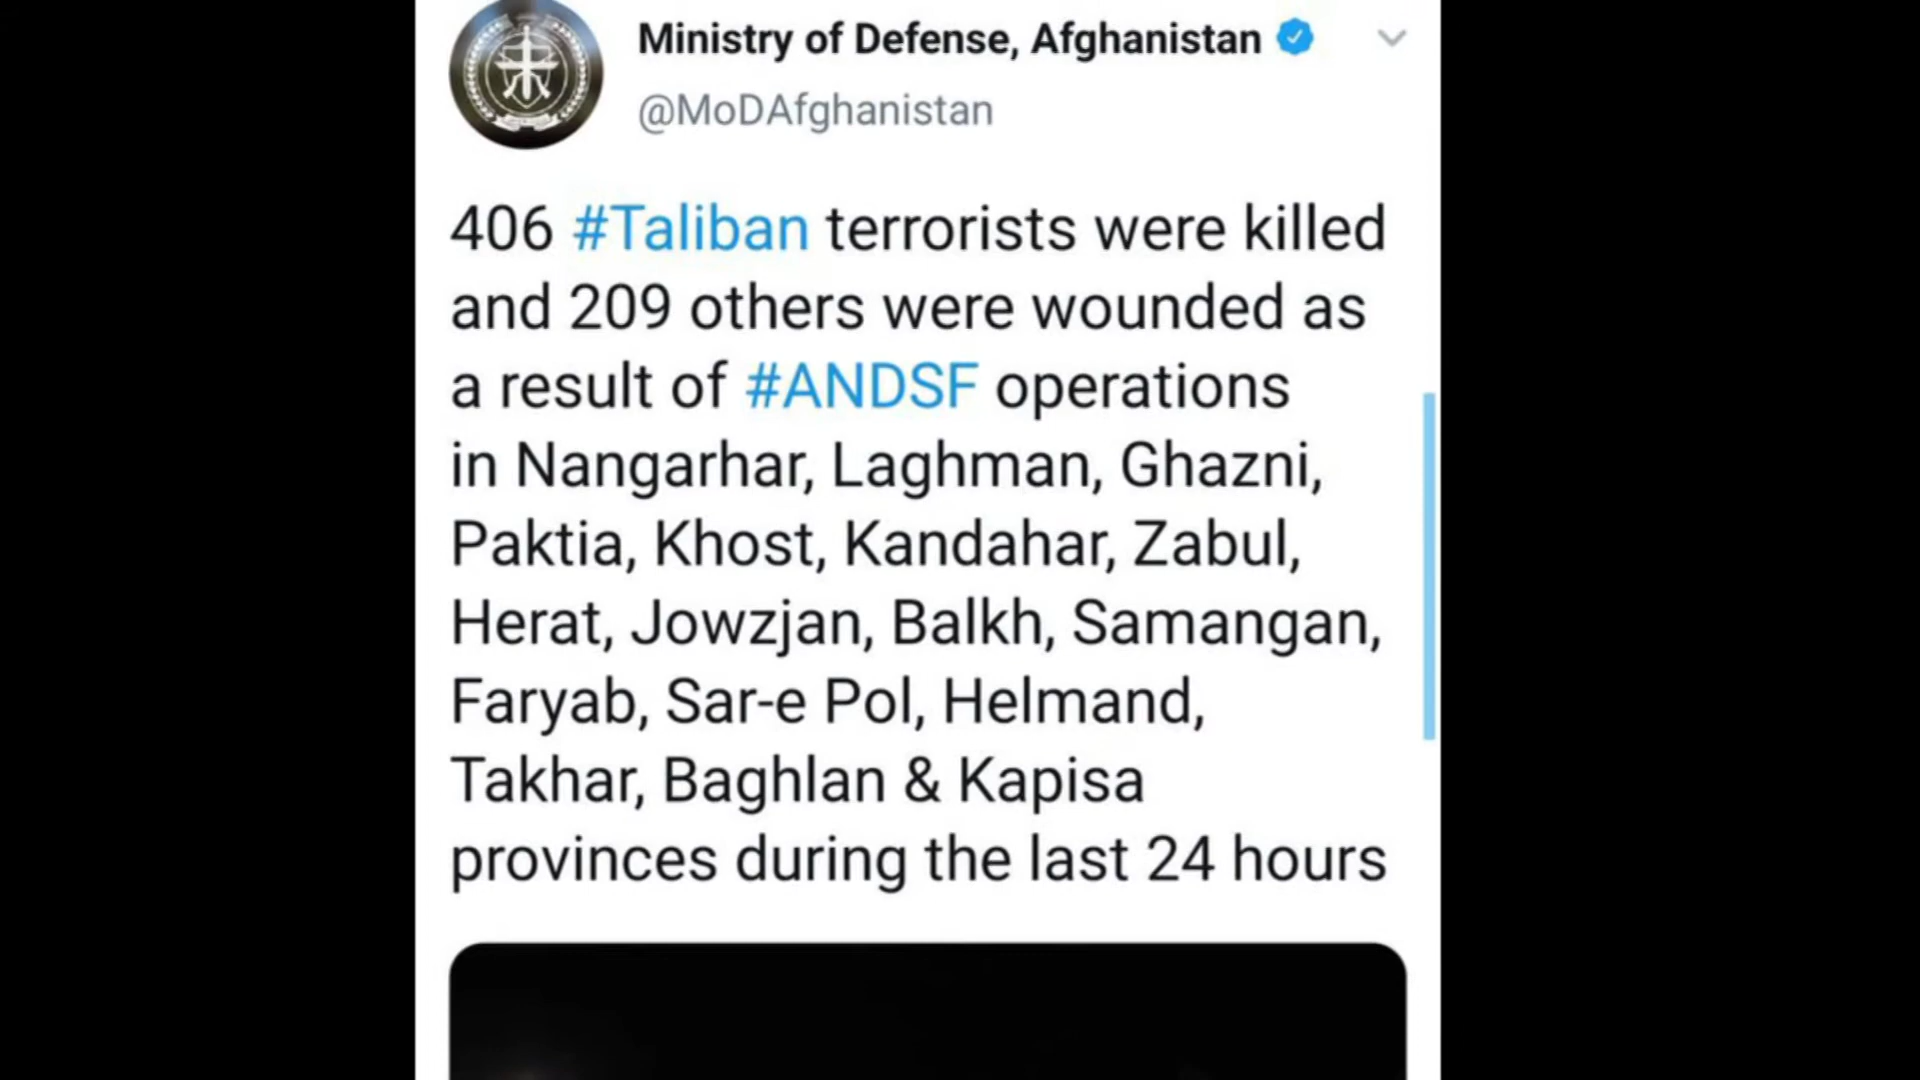 Ministry of Defense, Afghanistan
@MoDAfghanistan
406 #Taliban terrorists were killed
and 209 others were wounded as
a result of #ANDSF operations
in Nangarhar, Laghman, Ghazni,
Paktia, Khost, Kandahar, Zabul,
Herat, Jowzjan, Balkh, Samangan,
Faryab, Sar-e Pol, Helmand,
Takhar, Baghlan & Kapisa
provinces during the last 24 hours